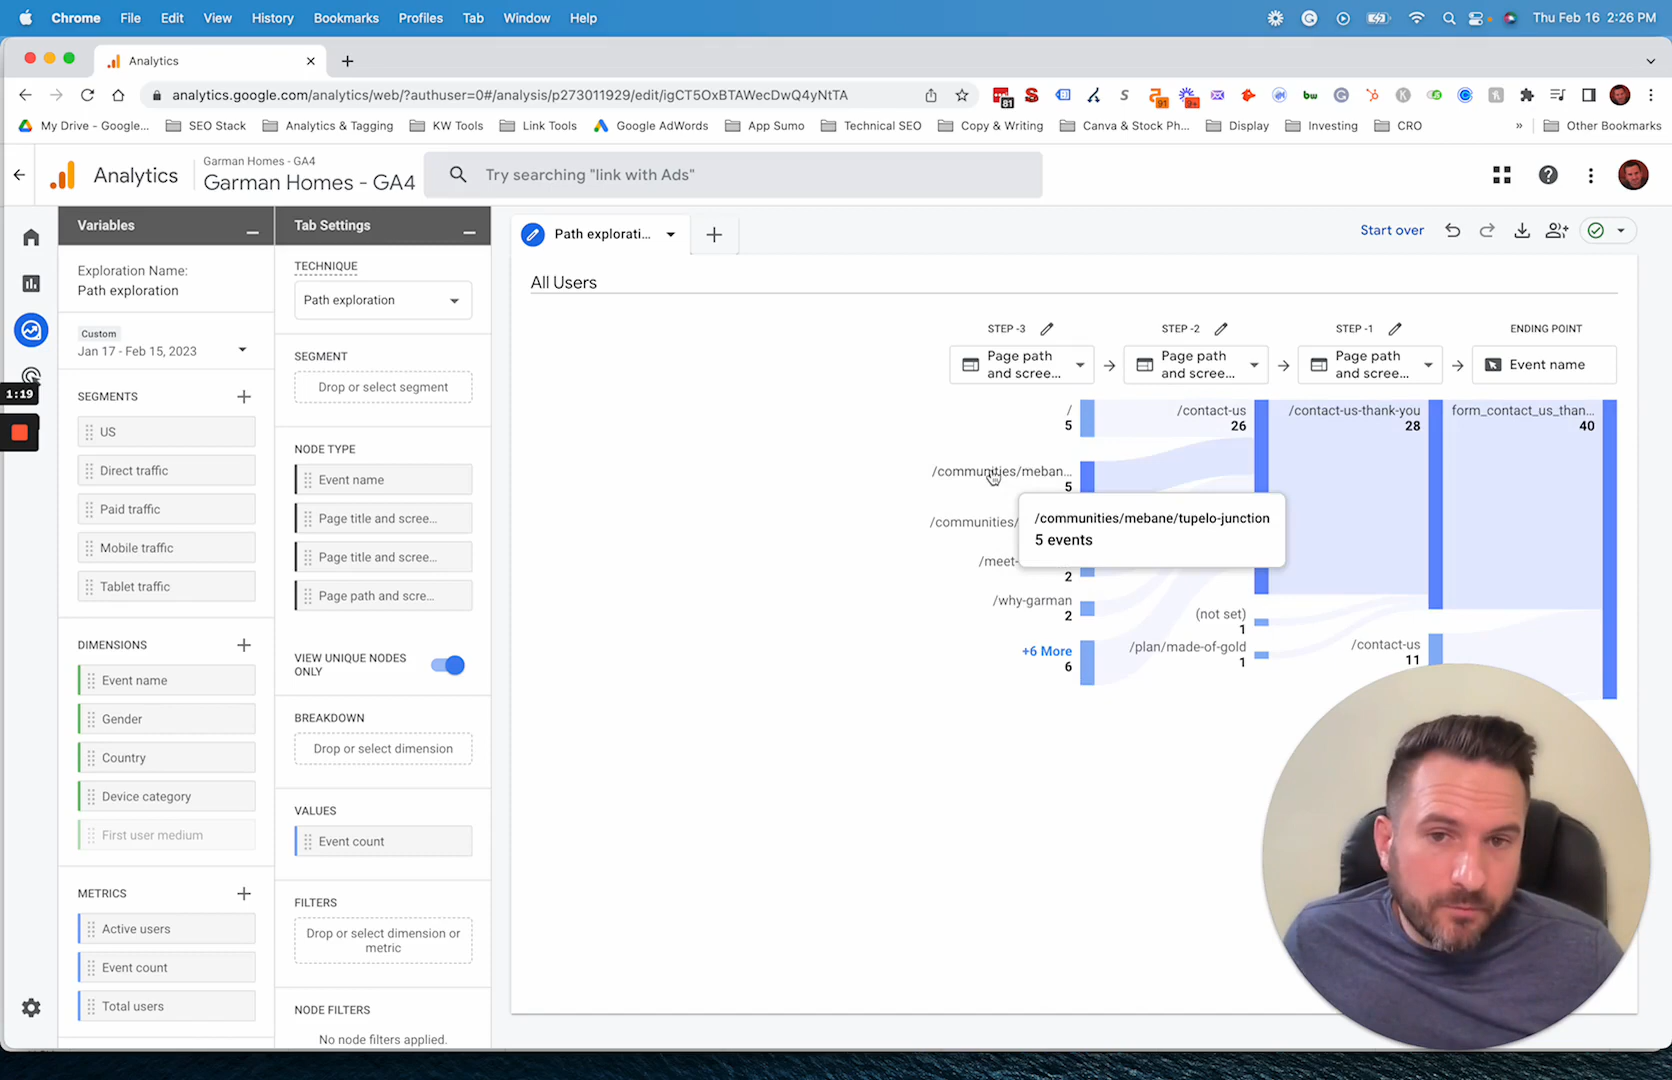 Chrome File Edit View History Bookmarks Profiles Tab Window Help
Thu Feb 16 2:26 PM
Analytics
analytics.google.com/analytics/web/?authuser=0#/analysis/p273011929/edit/igCT5OxBTAWecDwQ4yNtTA
81
91
9+
bw
My Drive - Google... SEO Stack Analytics & Tagging KW Tools Link Tools Google AdWords App Sumo Technical SEO Copy & Writing Canva & Stock Ph... Display Investing CRO » Other Bookmarks
Analytics
Garman Homes - GA4
Garman Homes - GA4
Try searching "link with Ads"
Variables
Exploration Name:
Path exploration
Custom
Jan 17 - Feb 15, 2023
1:19
SEGMENTS
US
Direct traffic
Paid traffic
Mobile traffic
Tablet traffic
DIMENSIONS
Event name
Gender
Country
Device category
First user medium
METRICS
Active users
Event count
Total users
Tab Settings
TECHNIQUE
Path exploration
SEGMENT
Drop or select segment
NODE TYPE
Event name
Page title and scree...
Page title and scree...
Page path and scre...
VIEW UNIQUE NODES
ONLY
BREAKDOWN
Drop or select dimension
VALUES
Event count
FILTERS
Drop or select dimension or
metric
NODE FILTERS
No node filters applied.
Path explorati...
Start over
All Users
STEP -3
STEP -2
STEP -1
ENDING POINT
Page path
and scree...
Page path
and scree...
Page path
and scree...
Event name
/
5
/communities/meban...
5
/communities/
/meet-
2
/why-garman
2
+6 More
6
/contact-us
26
(not set)
1
/plan/made-of-gold
1
/contact-us-thank-you
28
/contact-us
11
form_contact_us_than...
40
/communities/mebane/tupelo-junction
5 events